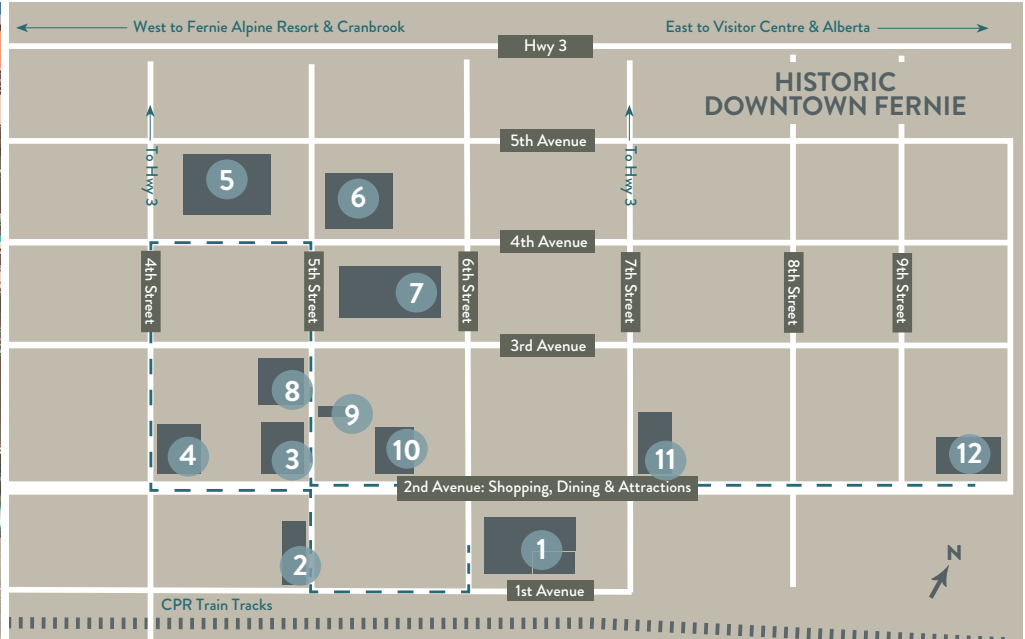 West to Fernie Alpine Resort & Cranbrook
East to Visitor Centre & Alberta
Hwy 3
HISTORIC
DOWNTOWN FERNIE
5th Avenue
To Hwy 3
To Hwy 3
5
6
4th Avenue
4th Street
5th Street
6th Street
7th Street
8th Street
9th Street
7
3rd Avenue
8
9
4
3
10
11
12
2nd Avenue: Shopping, Dining & Attractions
2
1
N
1st Avenue
CPR Train Tracks